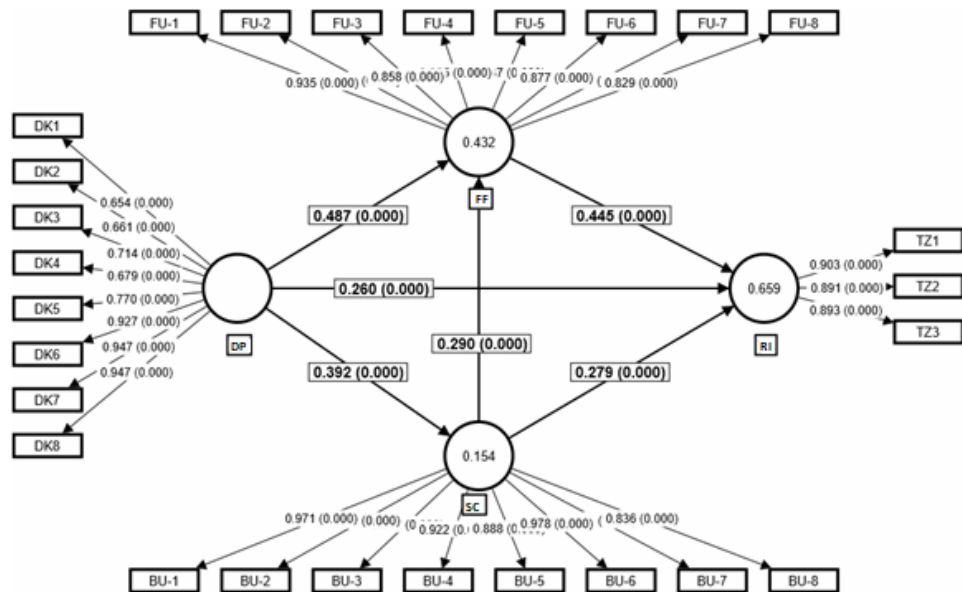 FU-1 FU-2 FU-3 FU-4 FU-5 FU-6 FU-7 FU-8
0.935 (0.000) 0.858 (0.000) 0.877 (0.000) 0.829 (0.000)
DK1
DK2
DK3
DK4
DK5
DK6
DK7
DK8
0.654 (0.000)
0.661 (0.000)
0.714 (0.000)
0.679 (0.000)
0.770 (0.000)
0.927 (0.000)
0.947 (0.000)
0.947 (0.000)
0.432
FF
0.487 (0.000)
0.445 (0.000)
DP
0.260 (0.000)
0.659
RI
0.903 (0.000)
0.891 (0.000)
0.893 (0.000)
TZ1
TZ2
TZ3
0.290 (0.000)
0.392 (0.000)
0.279 (0.000)
0.154
SC
0.971 (0.000) (0.000) 0.922 0.888 0.978 (0.000) 0.836 (0.000)
BU-1 BU-2 BU-3 BU-4 BU-5 BU-6 BU-7 BU-8